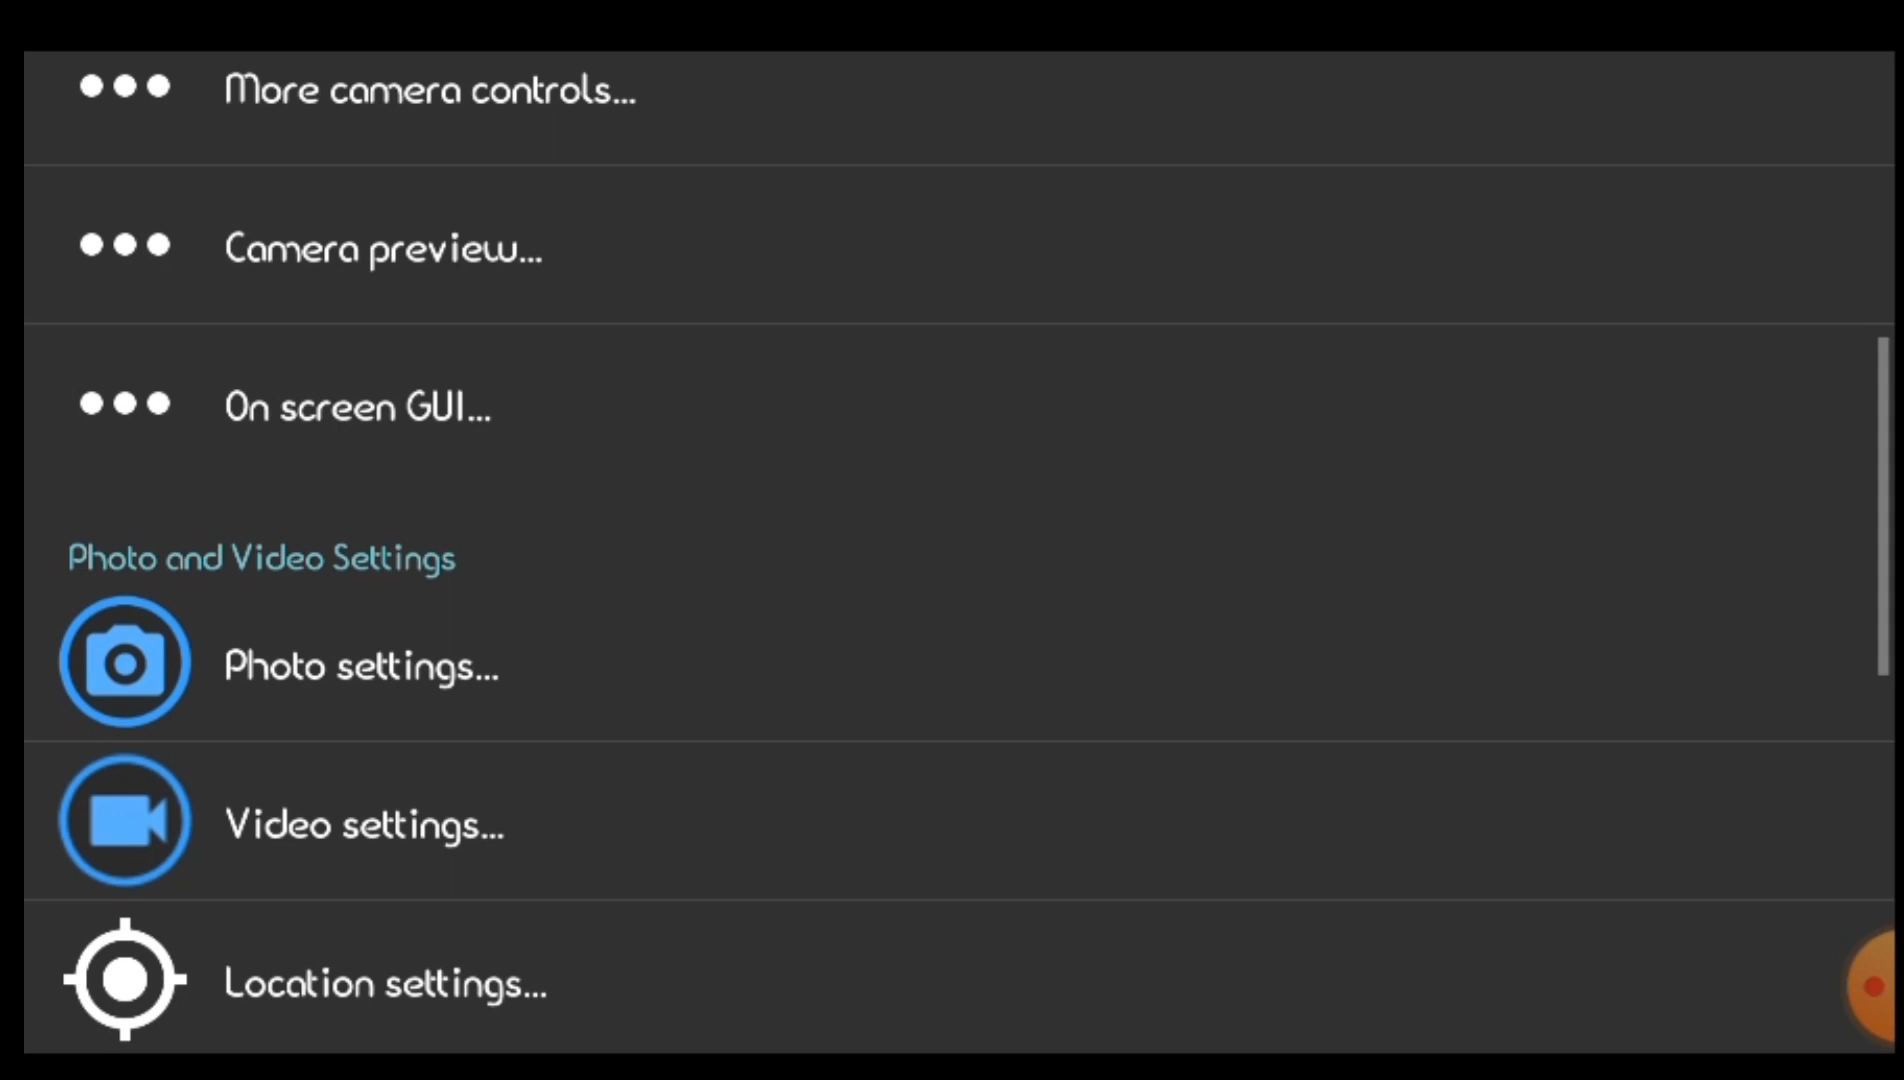 More camera controls...
Camera preview...
On screen GUI...
Photo and Video Settings
Photo settings...
Video settings...
Location settings...